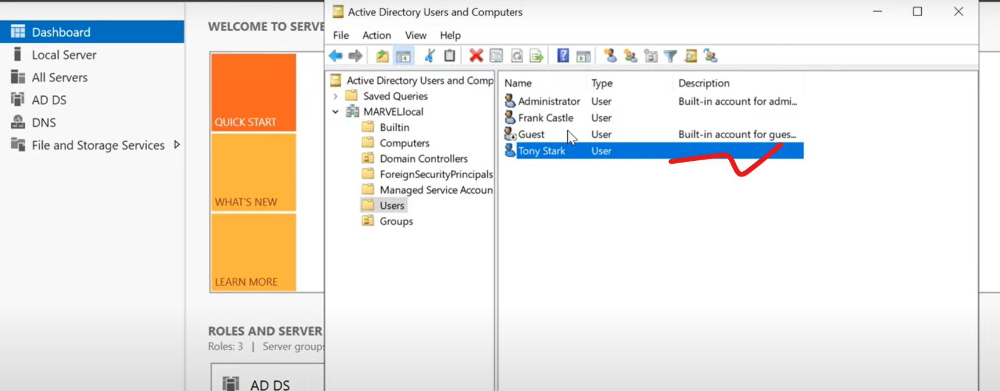 Dashboard
Local Server
All Servers
AD DS
DNS
File and Storage Services
WELCOME TO SERVE
QUICK START
WHAT'S NEW
LEARN MORE
ROLES AND SERVER
Roles: 3 | Server groups
AD DS
Active Directory Users and Computers
File Action View Help
Active Directory Users and Comp
Saved Queries
MARVEL.local
Builtin
Computers
Domain Controllers
ForeignSecurityPrincipals
Managed Service Accoun
Users
Groups
Name Type Description
Administrator User Built-in account for admi...
Frank Castle User
Guest User Built-in account for gues...
Tony Stark User